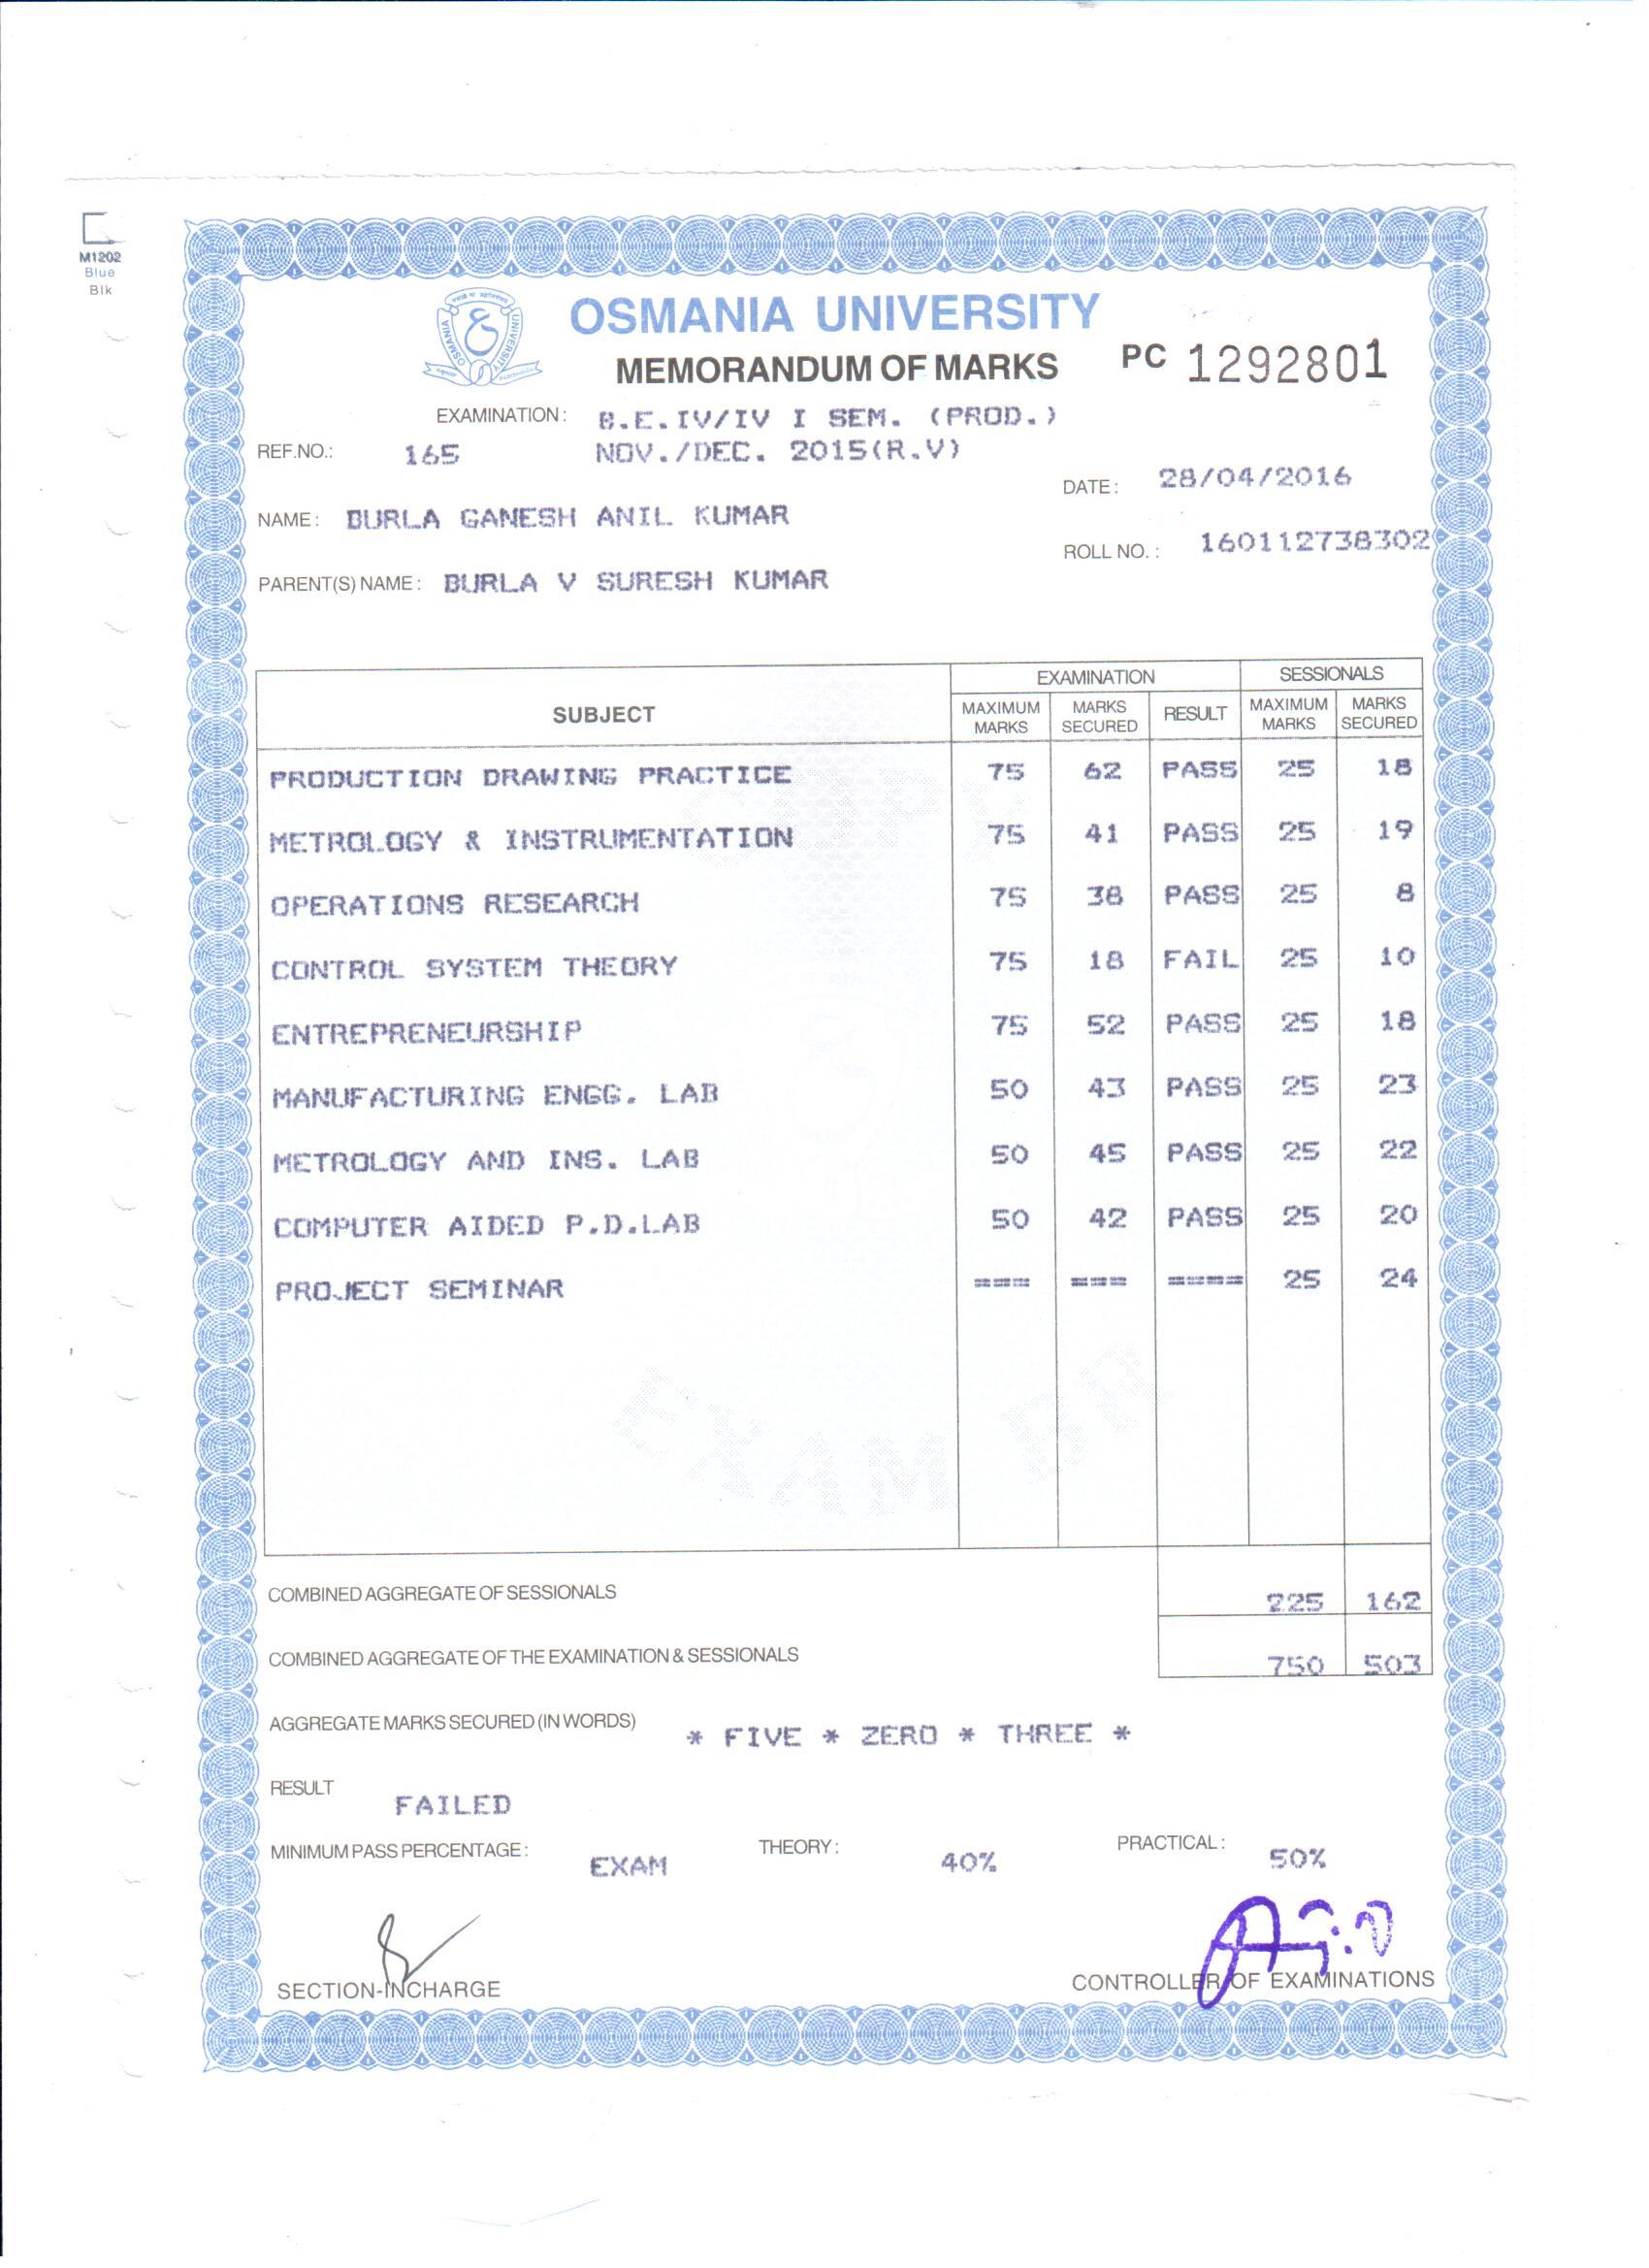 M1202
Blue
Blk
OSMANIA UNIVERSITY
OSMANIA UNIVERSITY
MEMORANDUM OF MARKS PC 1292801
EXAMINATION: B.E.IV/IV I SEM. (PROD.)
REF.NO.: 165 NOV./DEC. 2015(R.V)
DATE: 28/04/2016
NAME: BURLA GANESH ANIL KUMAR
ROLL NO.: 160112738302
PARENT(S) NAME: BURLA V SURESH KUMAR
SUBJECT EXAMINATION SESSIONALS
MAXIMUM MARKS MARKS SECURED RESULT MAXIMUM MARKS MARKS SECURED
PRODUCTION DRAWING PRACTICE 75 62 PASS 25 18
METROLOGY & INSTRUMENTATION 75 41 PASS 25 19
OPERATIONS RESEARCH 75 38 PASS 25 8
CONTROL SYSTEM THEORY 75 18 FAIL 25 10
ENTREPRENEURSHIP 75 52 PASS 25 18
MANUFACTURING ENGG. LAB 50 43 PASS 25 23
METROLOGY AND INS. LAB 50 45 PASS 25 22
COMPUTER AIDED P.D.LAB 50 42 PASS 25 20
PROJECT SEMINAR === === ==== 25 24
EXAM BR
COMBINED AGGREGATE OF SESSIONALS 225 162
COMBINED AGGREGATE OF THE EXAMINATION & SESSIONALS 750 503
AGGREGATE MARKS SECURED (IN WORDS) * FIVE * ZERO * THREE *
RESULT FAILED
MINIMUM PASS PERCENTAGE: EXAM THEORY: 40% PRACTICAL: 50%
SECTION-INCHARGE CONTROLLER OF EXAMINATIONS